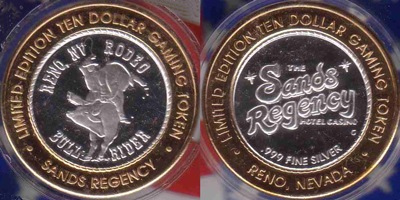 LIMITED EDITION TEN DOLLAR GAMING TOKEN
RENO, NV RODEO
BULL RIDER
SANDS REGENCY
LIMITED EDITION TEN DOLLAR GAMING TOKEN
THE
Sands
Regency
HOTEL CASINO
G
.999 FINE SILVER
RENO, NEVADA